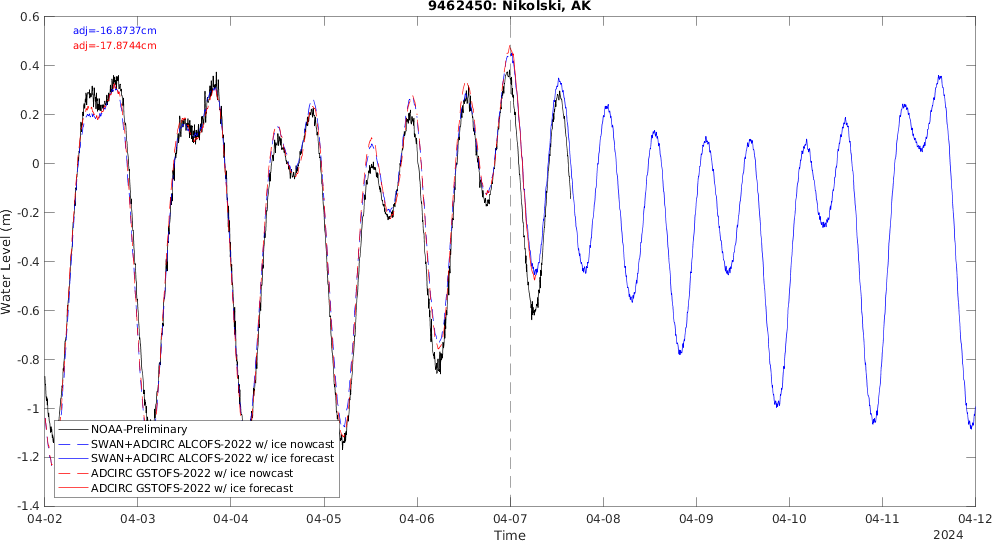 9462450: Nikolski, AK
adj=-16.8737cm
adj=-17.8744cm
0.6
0.4
0.2
0
-0.2
-0.4
-0.6
-0.8
-1
-1.2
-1.4
Water Level (m)
NOAA-Preliminary
SWAN+ADCIRC ALCOFS-2022 w/ ice nowcast
SWAN+ADCIRC ALCOFS-2022 w/ ice forecast
ADCIRC GSTOFS-2022 w/ ice nowcast
ADCIRC GSTOFS-2022 w/ ice forecast
04-02 04-03 04-04 04-05 04-06 04-07 04-08 04-09 04-10 04-11 04-12
Time
2024